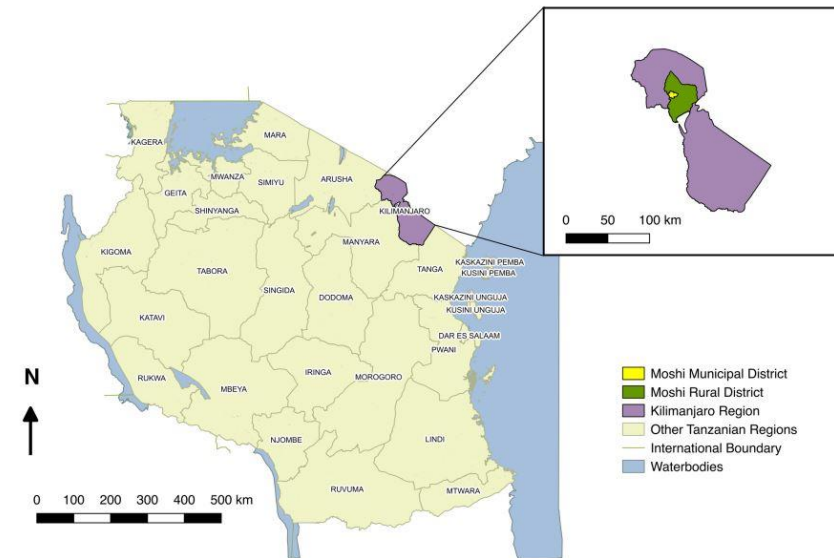 KAGERA
MARA
MWANZA
SIMIYU
ARUSHA
GEITA
SHINYANGA
KILIMANJARO
KIGOMA
MANYARA
TABORA
SINGIDA
DODOMA
TANGA
KASKAZINI PEMBA
KUSINI PEMBA
KASKAZINI UNGUJA
KUSINI UNGUJA
KATAVI
DAR ES SALAAM
PWANI
RUKWA
MBEYA
IRINGA
MOROGORO
NJOMBE
LINDI
RUVUMA
MTWARA
0 50 100 km
N
0 100 200 300 400 500 km
Moshi Municipal District
Moshi Rural District
Kilimanjaro Region
Other Tanzanian Regions
International Boundary
Waterbodies